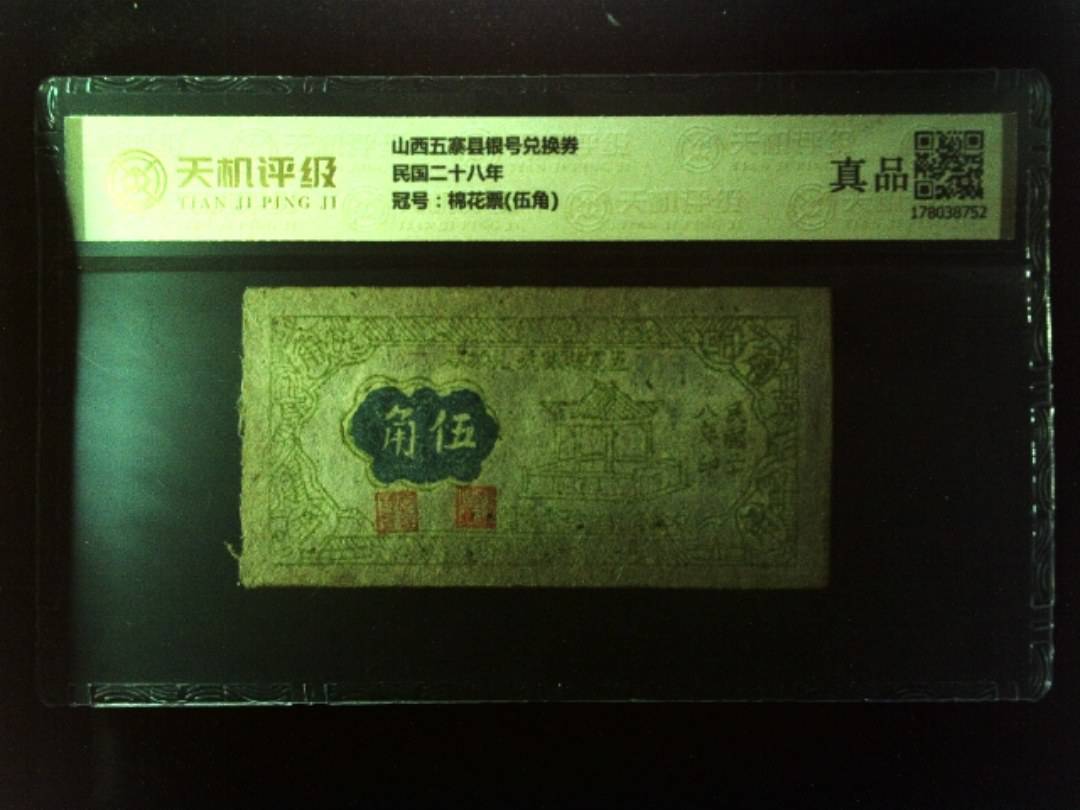 天机评级
TIAN JI PING JI
山西五寨县银号兑换券
民国二十八年
冠号：棉花票(伍角)
真品
178038752
角伍